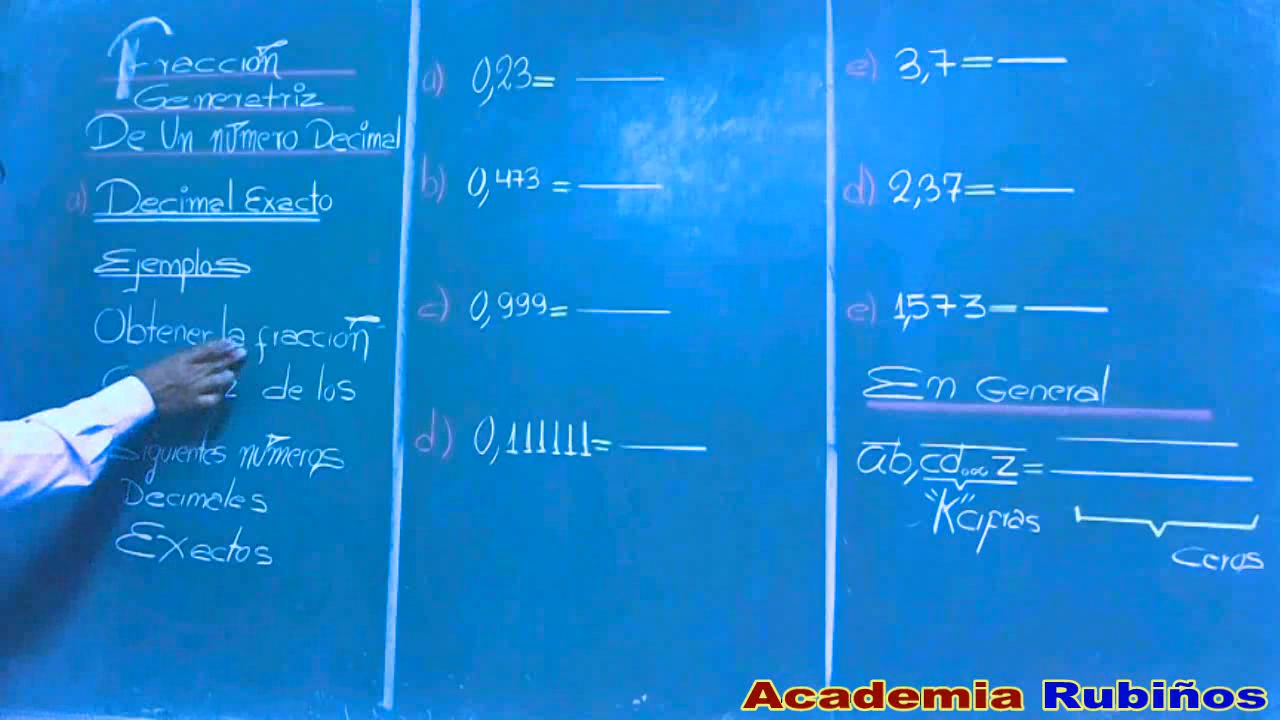 Fracción
Generatriz
De Un número Decimal
a) Decimal Exacto
Ejemplos
Obtener la fracción
de los
Siguientes números
Decimales
Exactos
a) 0,23=
b) 0,473 =
c) 0,999=
d) 0,111111=
e) 3,7=
d) 2,37=
e) 1,573=
En General
ab,cd...z=
"K" cifras
Ceros
Academia Rubiños